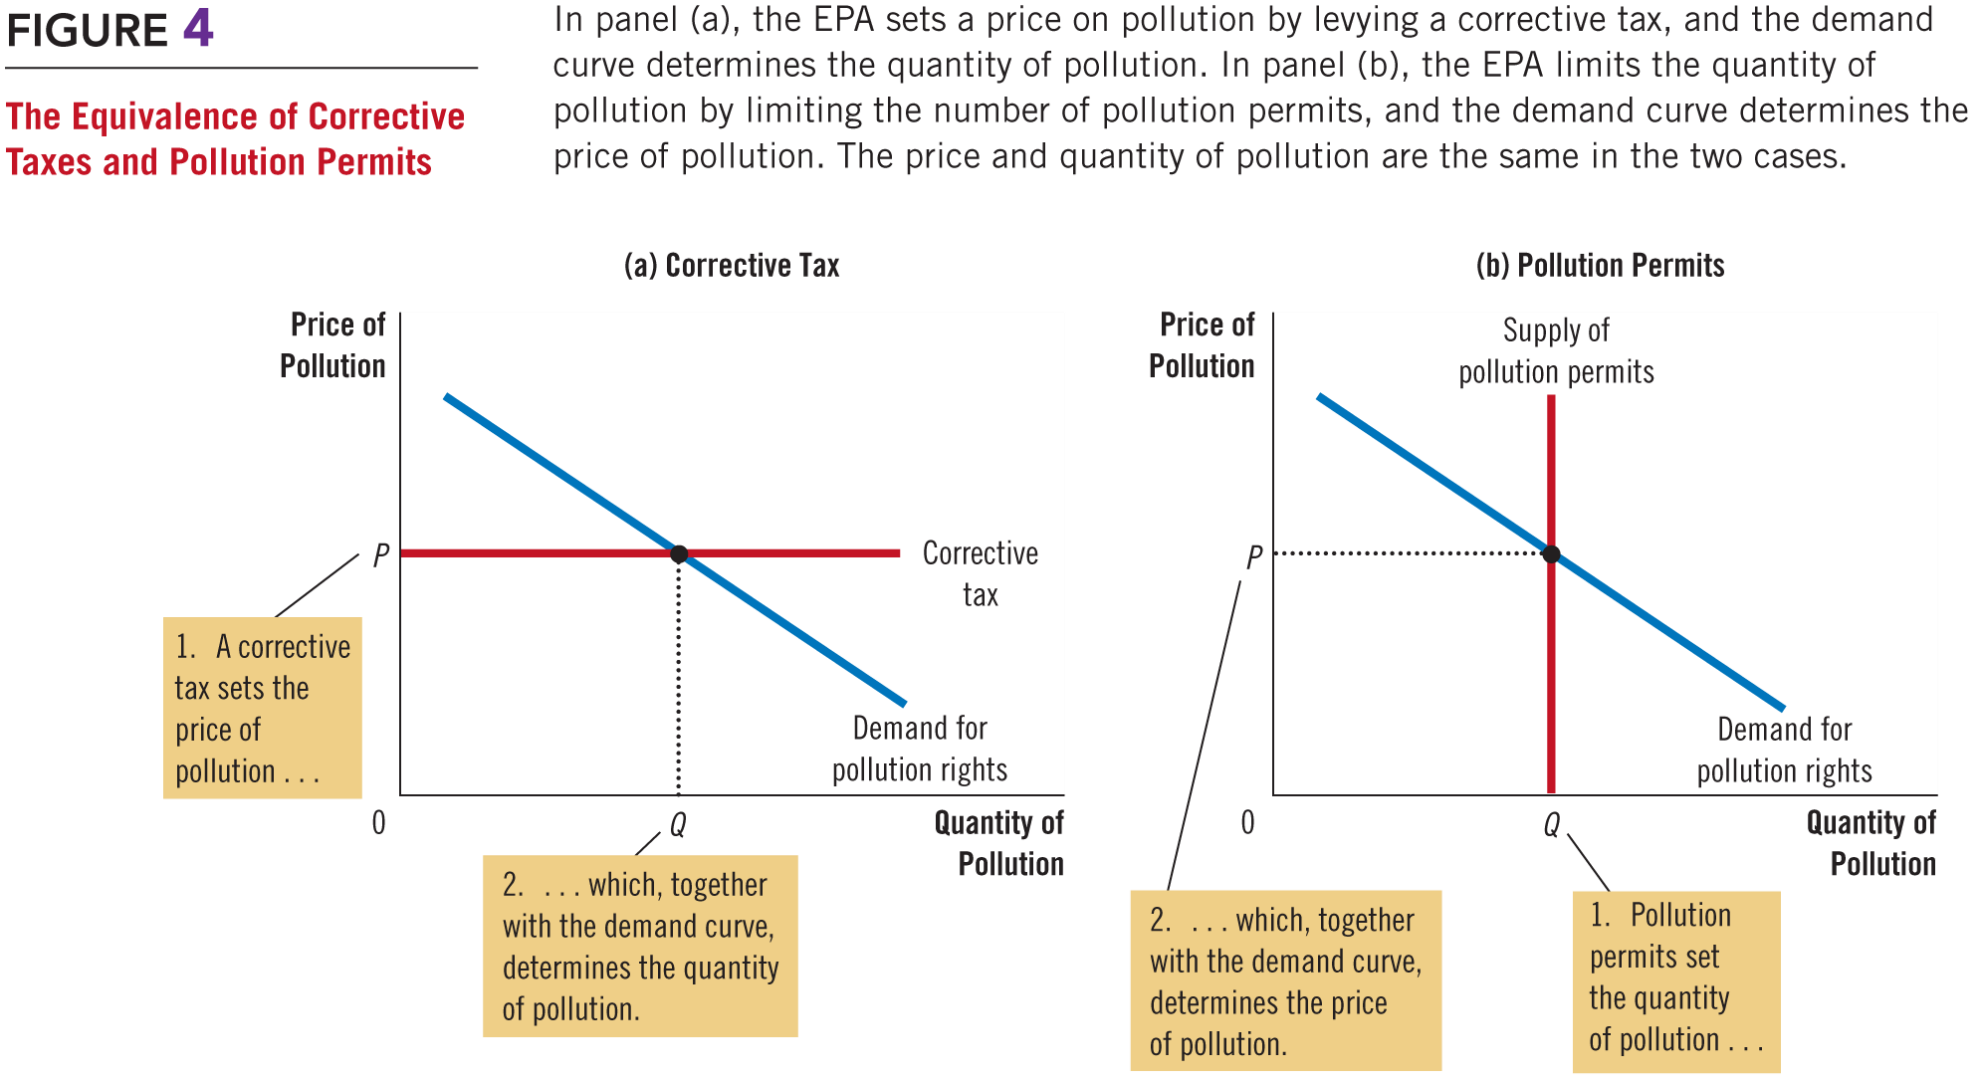 FIGURE 4
The Equivalence of Corrective
Taxes and Pollution Permits
In panel (a), the EPA sets a price on pollution by levying a corrective tax, and the demand
curve determines the quantity of pollution. In panel (b), the EPA limits the quantity of
pollution by limiting the number of pollution permits, and the demand curve determines the
price of pollution. The price and quantity of pollution are the same in the two cases.
(a) Corrective Tax
Price of
Pollution
P
Corrective
tax
1. A corrective
tax sets the
price of
pollution . . .
Demand for
pollution rights
0
Q
Quantity of
Pollution
2. . . . which, together
with the demand curve,
determines the quantity
of pollution.
(b) Pollution Permits
Price of
Pollution
Supply of
pollution permits
P
Demand for
pollution rights
0
Q
Quantity of
Pollution
2. . . . which, together
with the demand curve,
determines the price
of pollution.
1. Pollution
permits set
the quantity
of pollution . . .